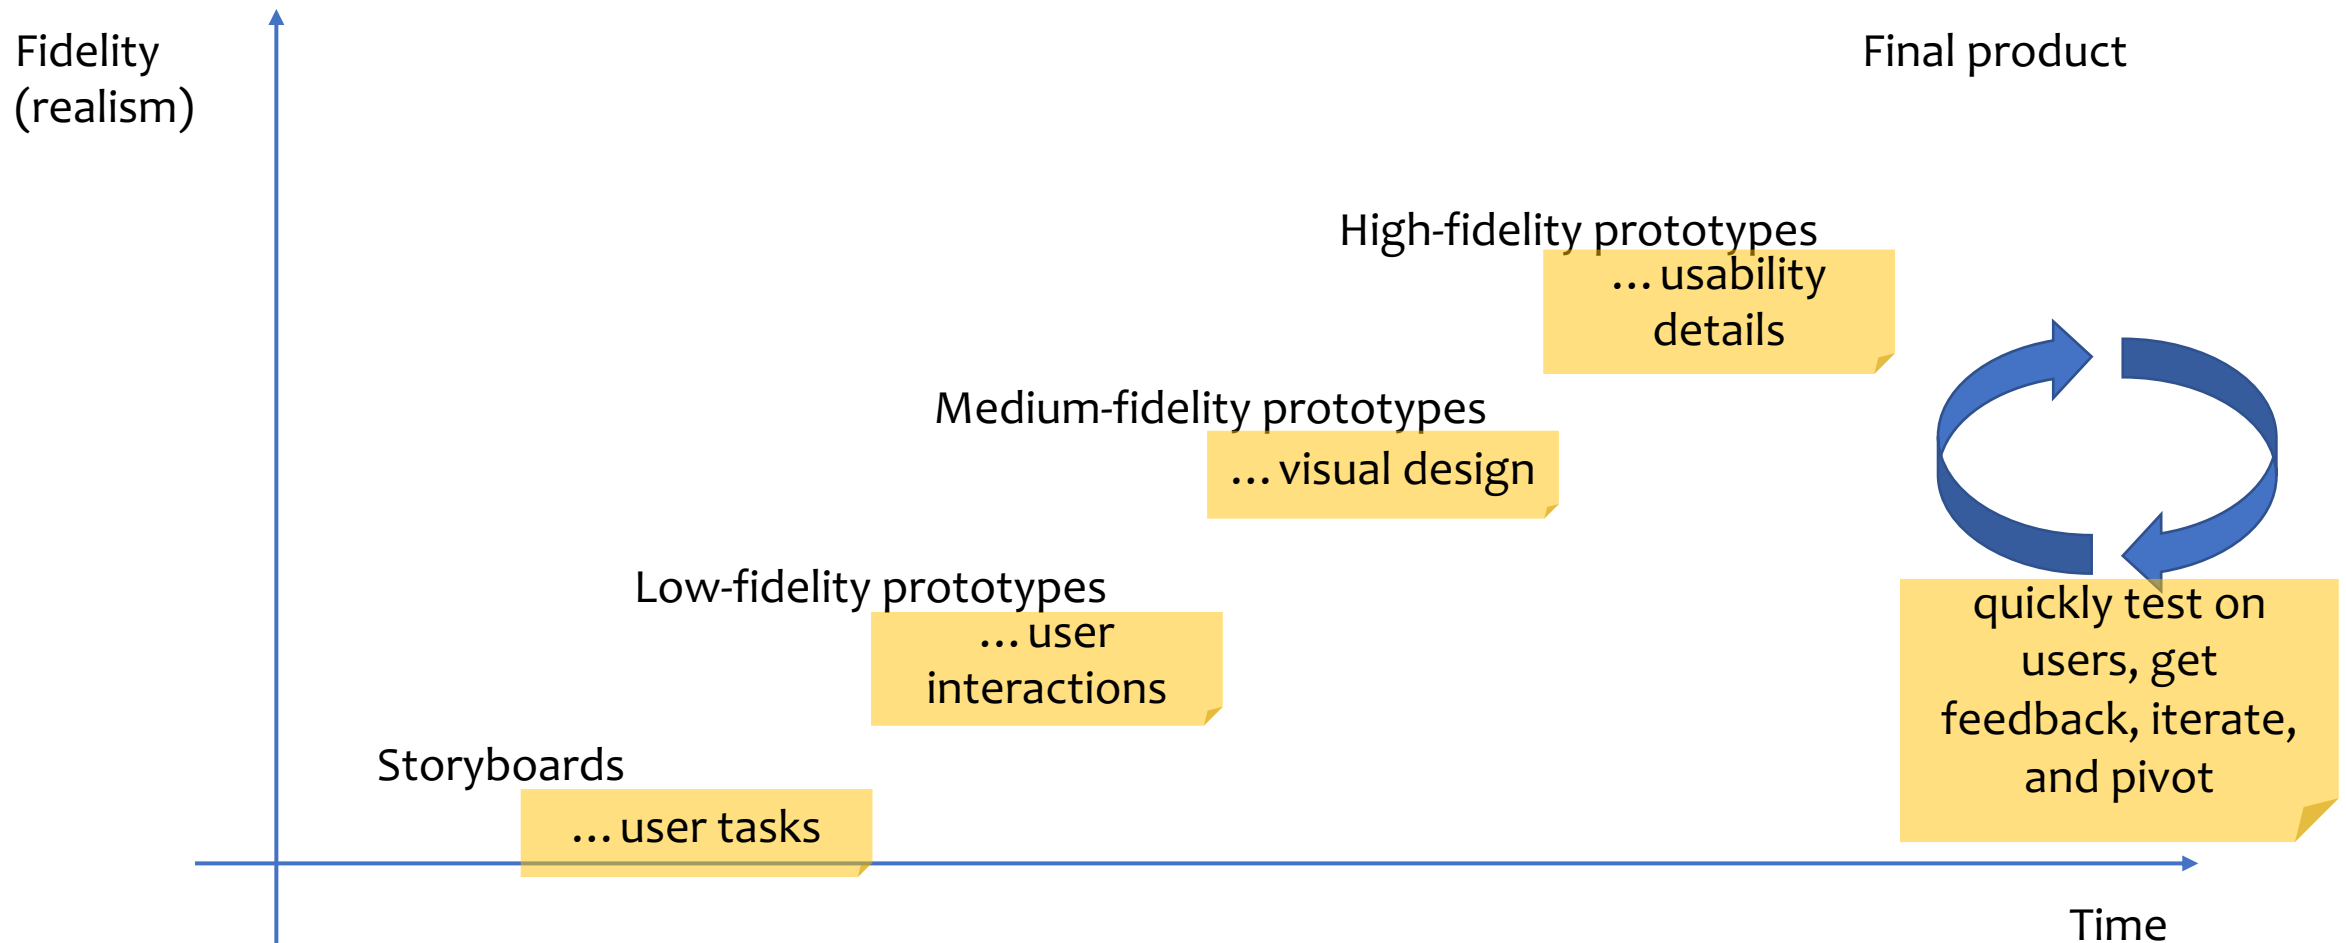 Fidelity
(realism)
Final product
High-fidelity prototypes
...usability
details
Medium-fidelity prototypes
...visual design
Low-fidelity prototypes
...user
interactions
Storyboards
...user tasks
quickly test on
users, get
feedback, iterate,
and pivot
Time